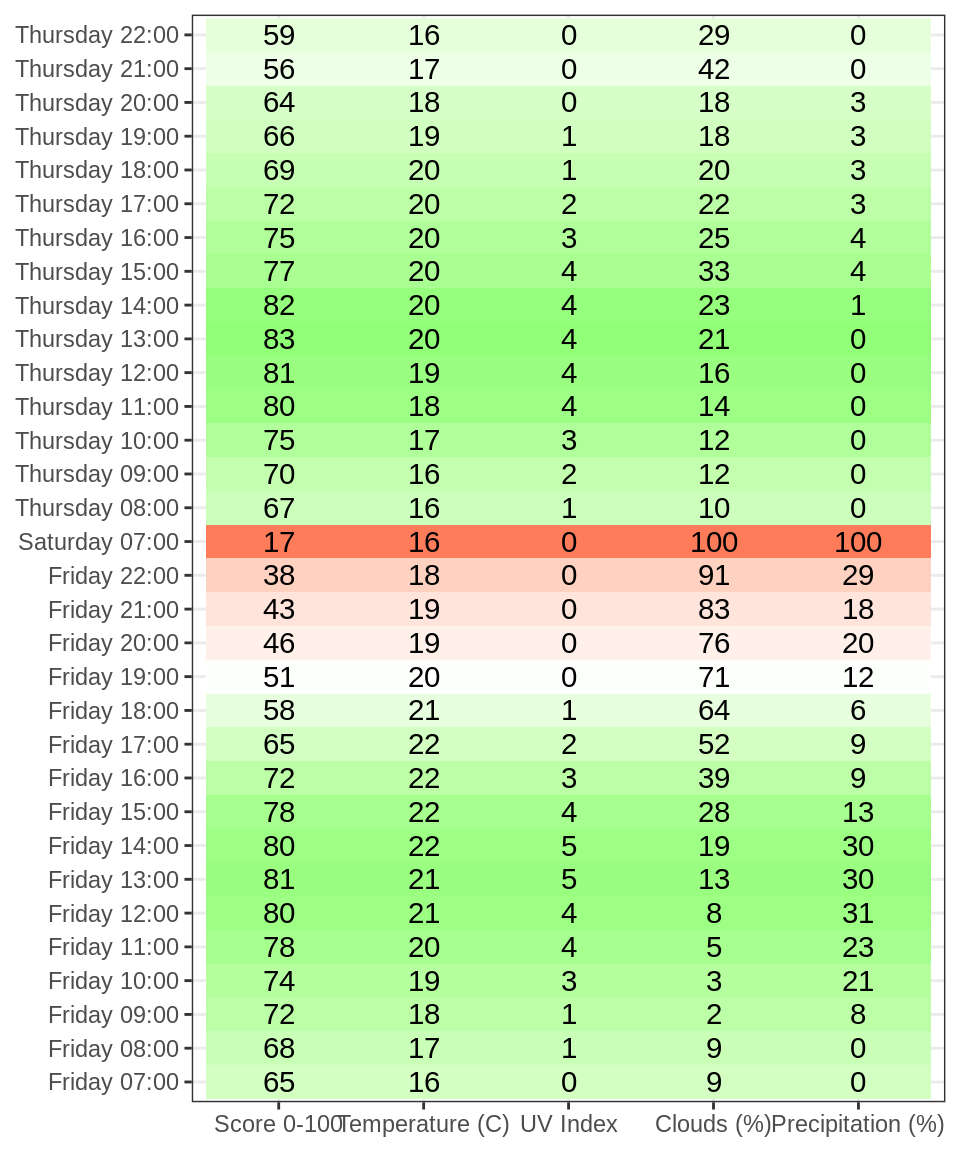 Thursday 22:00 59 16 0 29 0
Thursday 21:00 56 17 0 42 0
Thursday 20:00 64 18 0 18 3
Thursday 19:00 66 19 1 18 3
Thursday 18:00 69 20 1 20 3
Thursday 17:00 72 20 2 22 3
Thursday 16:00 75 20 3 25 4
Thursday 15:00 77 20 4 33 4
Thursday 14:00 82 20 4 23 1
Thursday 13:00 83 20 4 21 0
Thursday 12:00 81 19 4 16 0
Thursday 11:00 80 18 4 14 0
Thursday 10:00 75 17 3 12 0
Thursday 09:00 70 16 2 12 0
Thursday 08:00 67 16 1 10 0
Saturday 07:00 17 16 0 100 100
Friday 22:00 38 18 0 91 29
Friday 21:00 43 19 0 83 18
Friday 20:00 46 19 0 76 20
Friday 19:00 51 20 0 71 12
Friday 18:00 58 21 1 64 6
Friday 17:00 65 22 2 52 9
Friday 16:00 72 22 3 39 9
Friday 15:00 78 22 4 28 13
Friday 14:00 80 22 5 19 30
Friday 13:00 81 21 5 13 30
Friday 12:00 80 21 4 8 31
Friday 11:00 78 20 4 5 23
Friday 10:00 74 19 3 3 21
Friday 09:00 72 18 1 2 8
Friday 08:00 68 17 1 9 0
Friday 07:00 65 16 0 9 0
Score 0-100 Temperature (C) UV Index Clouds (%) Precipitation (%)